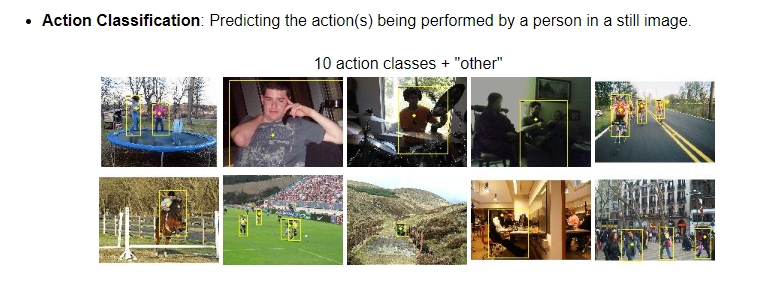 • Action Classification: Predicting the action(s) being performed by a person in a still image.
10 action classes + "other"